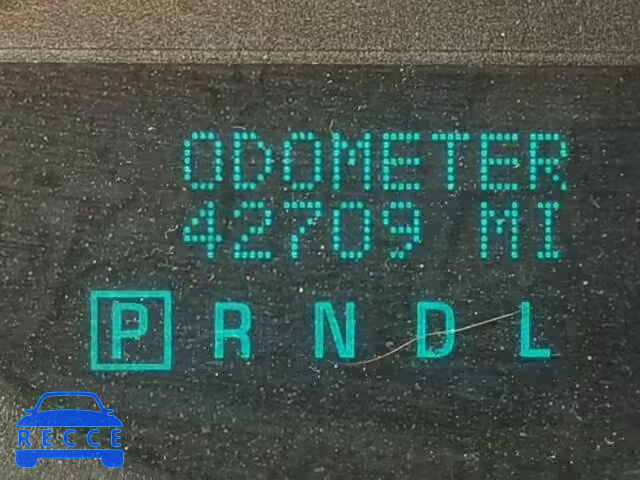 ODOMETER
42709 MI
P R N D L
RECCE